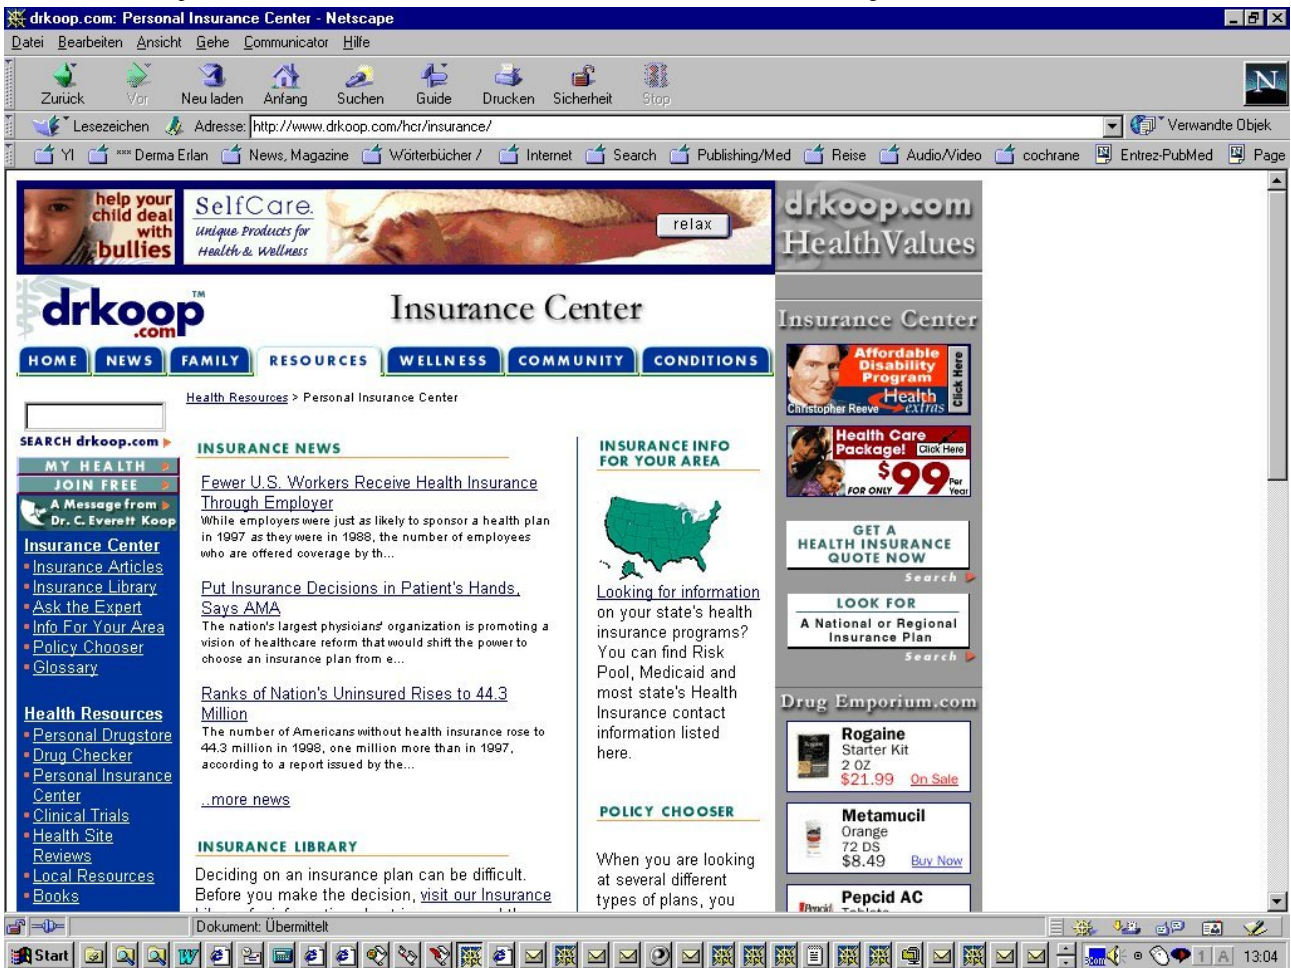 drkoop.com: Personal Insurance Center - Netscape
Datei Bearbeiten Ansicht Gehe Communicator Hilfe
Zurück Vor Neu laden Anfang Suchen Guide Drucken Sicherheit Stop
N
Lesezeichen Adresse: http://www.drkoop.com/hcr/insurance/ Verwandte Objek
YI *** Derma Erlan News, Magazine Wörterbücher / Internet Search Publishing/Med Reise Audio/Video cochrane Entrez-PubMed Page
help your
child deal
with
bullies
SelfCare.
Unique Products for
Health & Wellness
relax
drkoop.com
HealthValues
drkoop™
.com
Insurance Center
HOME NEWS FAMILY RESOURCES WELLNESS COMMUNITY CONDITIONS
Health Resources > Personal Insurance Center
SEARCH drkoop.com
MY HEALTH
JOIN FREE
A Message from
Dr. C. Everett Koop
Insurance Center
Insurance Articles
Insurance Library
Ask the Expert
Info For Your Area
Policy Chooser
Glossary
Health Resources
Personal Drugstore
Drug Checker
Personal Insurance
Center
Clinical Trials
Health Site
Reviews
Local Resources
Books
INSURANCE NEWS
Fewer U.S. Workers Receive Health Insurance
Through Employer
While employers were just as likely to sponsor a health plan
in 1997 as they were in 1988, the number of employees
who are offered coverage by th...
Put Insurance Decisions in Patient's Hands,
Says AMA
The nation's largest physicians' organization is promoting a
vision of healthcare reform that would shift the power to
choose an insurance plan from e...
Ranks of Nation's Uninsured Rises to 44.3
Million
The number of Americans without health insurance rose to
44.3 million in 1998, one million more than in 1997,
according to a report issued by the...
...more news
INSURANCE LIBRARY
Deciding on an insurance plan can be difficult.
Before you make the decision, visit our Insurance
INSURANCE INFO
FOR YOUR AREA
Looking for information
on your state's health
insurance programs?
You can find Risk
Pool, Medicaid and
most state's Health
Insurance contact
information listed
here.
POLICY CHOOSER
When you are looking
at several different
types of plans, you
Insurance Center
Affordable
Disability
Program
Click Here
Christopher Reeve
Health
extras
Health Care
Package!
Click Here
FOR ONLY $99 Per Year
GET A
HEALTH INSURANCE
QUOTE NOW
Search
LOOK FOR
A National or Regional
Insurance Plan
Search
Drug Emporium.com
Rogaine
Starter Kit
2 OZ
$21.99 On Sale
Metamucil
Orange
72 DS
$8.49 Buy Now
Pepcid AC
Dokument: Übermittelt
Start 13:04